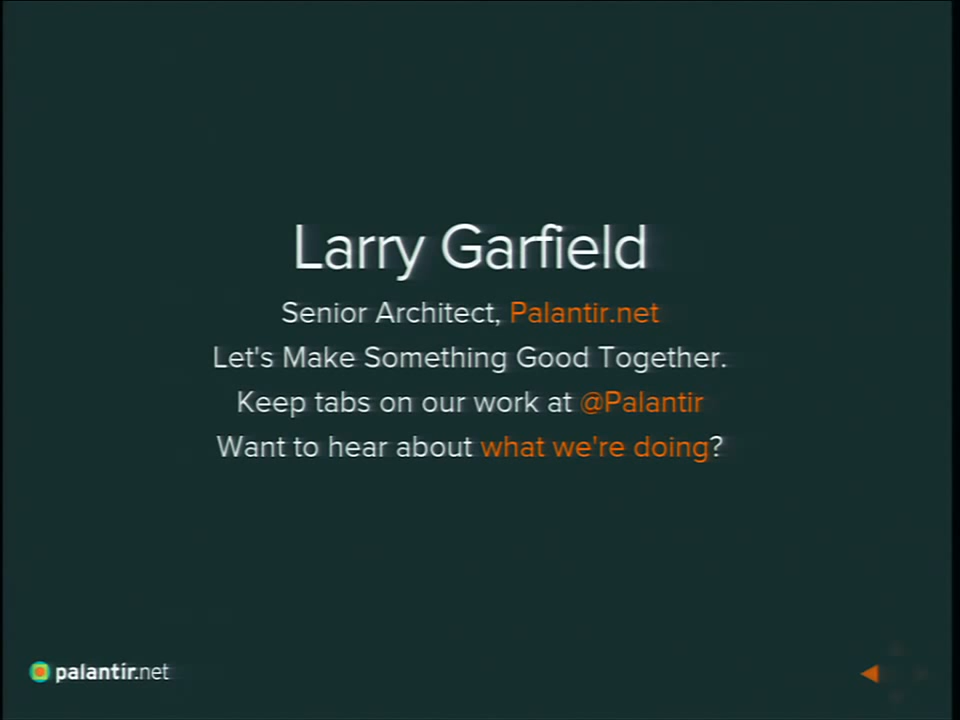 Larry Garfield
Senior Architect, Palantir.net
Let's Make Something Good Together.
Keep tabs on our work at @Palantir
Want to hear about what we're doing?
palantir.net